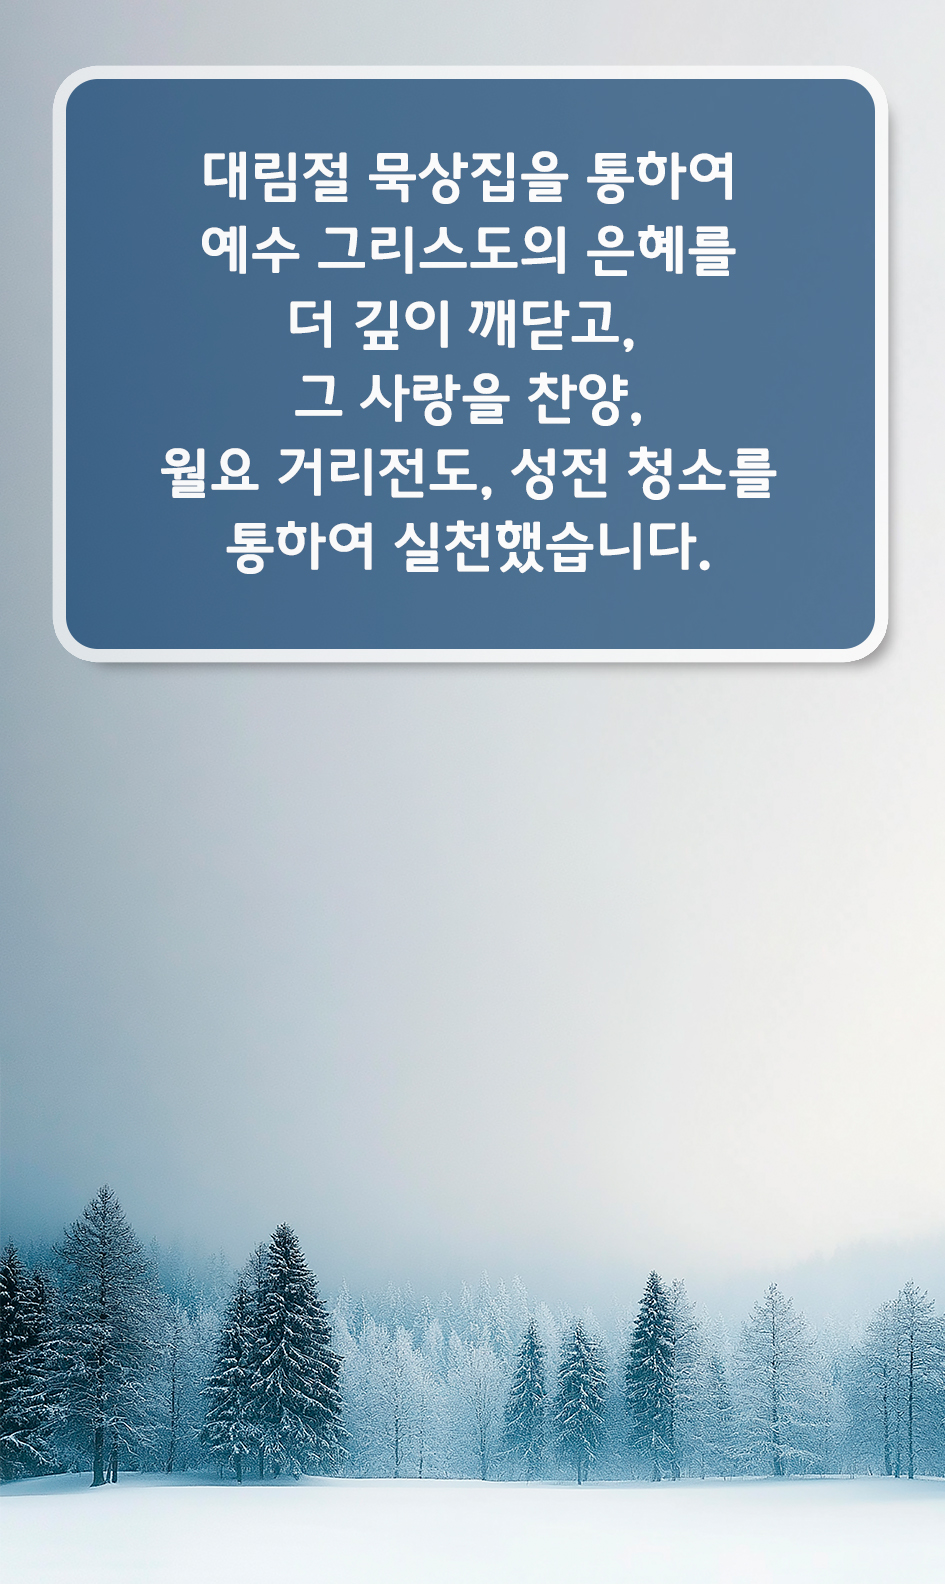 대림절 묵상집을 통하여
예수 그리스도의 은혜를
더 깊이 깨닫고,
그 사랑을 찬양,
월요 거리전도, 성전 청소를
통하여 실천했습니다.